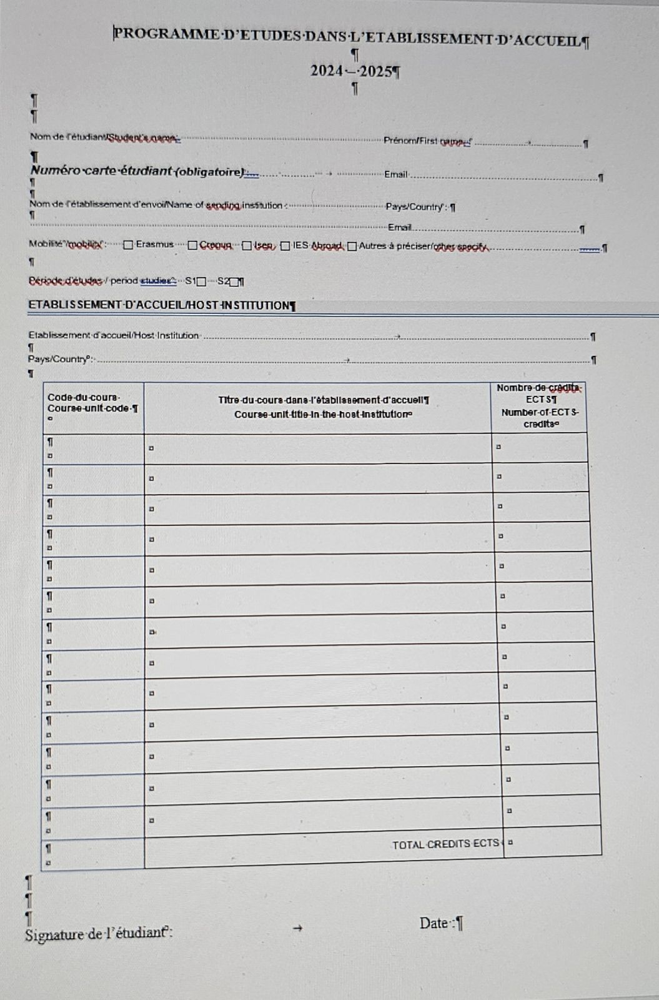 PROGRAMME D'ETUDES DANS L'ETABLISSEMENT D'ACCUEIL
2024 – 2025
Nom de l'étudiant/Student's name: Prénom/First name :
Numéro carte étudiant (obligatoire): Email
Nom de l'établissement d'envoi/Name of sending institution : Pays/Country : 
Email
Mobilité /mobility : ☐ Erasmus ☐ Crepuq ☐ Isep ☐ IES Abroad ☐ Autres à préciser/other specify
Période d'études / period studies : S1☐ S2☐
ETABLISSEMENT D'ACCUEIL/HOST INSTITUTION
Etablissement d'accueil/Host Institution
Pays/Country :
Code du cours
Course unit code
Titre du cours dans l'établissement d'accueil
Course unit title in the host institution
Nombre de crédits
ECTS
Number of ECTS
credits
TOTAL CREDITS ECTS
Signature de l'étudiant : Date :